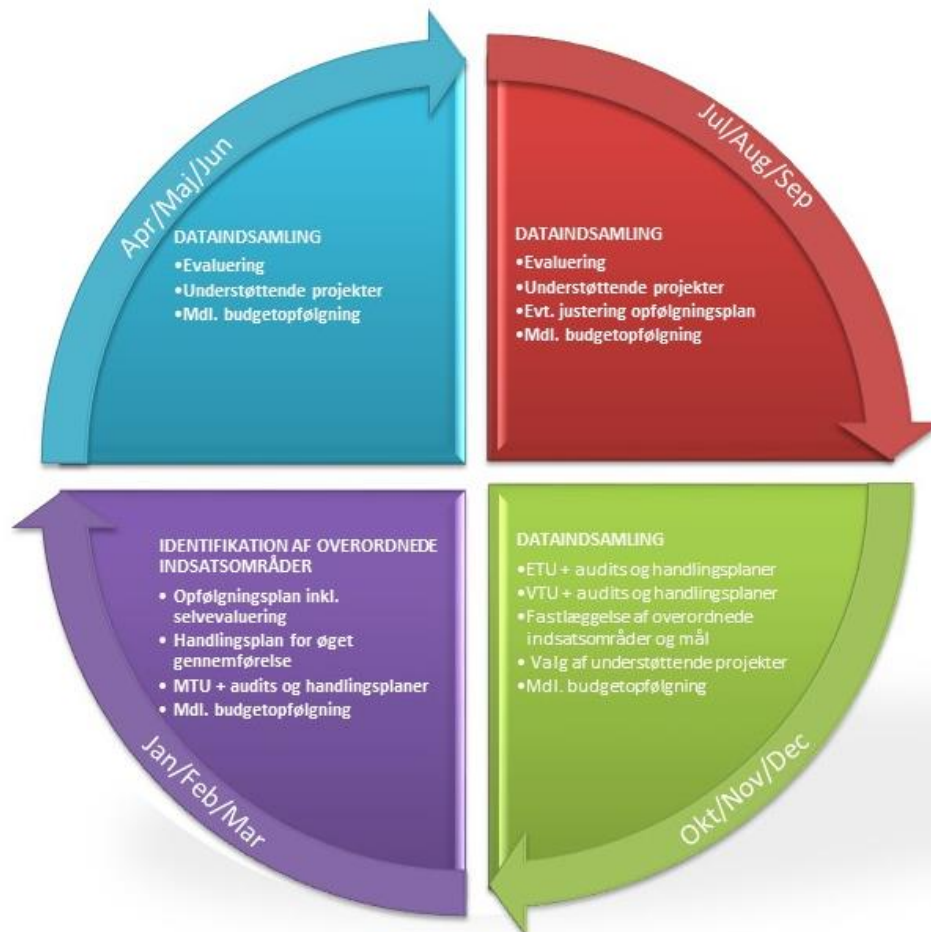 Apr/Maj/Jun
DATAINDSAMLING
•Evaluering
•Understøttende projekter
•Mdl. budgetopfølgning
Jul/Aug/Sep
DATAINDSAMLING
•Evaluering
•Understøttende projekter
•Evt. justering opfølgningsplan
•Mdl. budgetopfølgning
Jan/Feb/Mar
IDENTIFIKATION AF OVERORDNEDE
INDSATSOMRÅDER
• Opfølgningsplan inkl.
selvevaluering
• Handlingsplan for øget
gennemførelse
• MTU + audits og handlingsplaner
• Mdl. budgetopfølgning
Okt/Nov/Dec
DATAINDSAMLING
•ETU + audits og handlingsplaner
•VTU + audits og handlingsplaner
•Fastlæggelse af overordnede
indsatsområder og mål
• Valg af understøttende projekter
•Mdl. budgetopfølgning